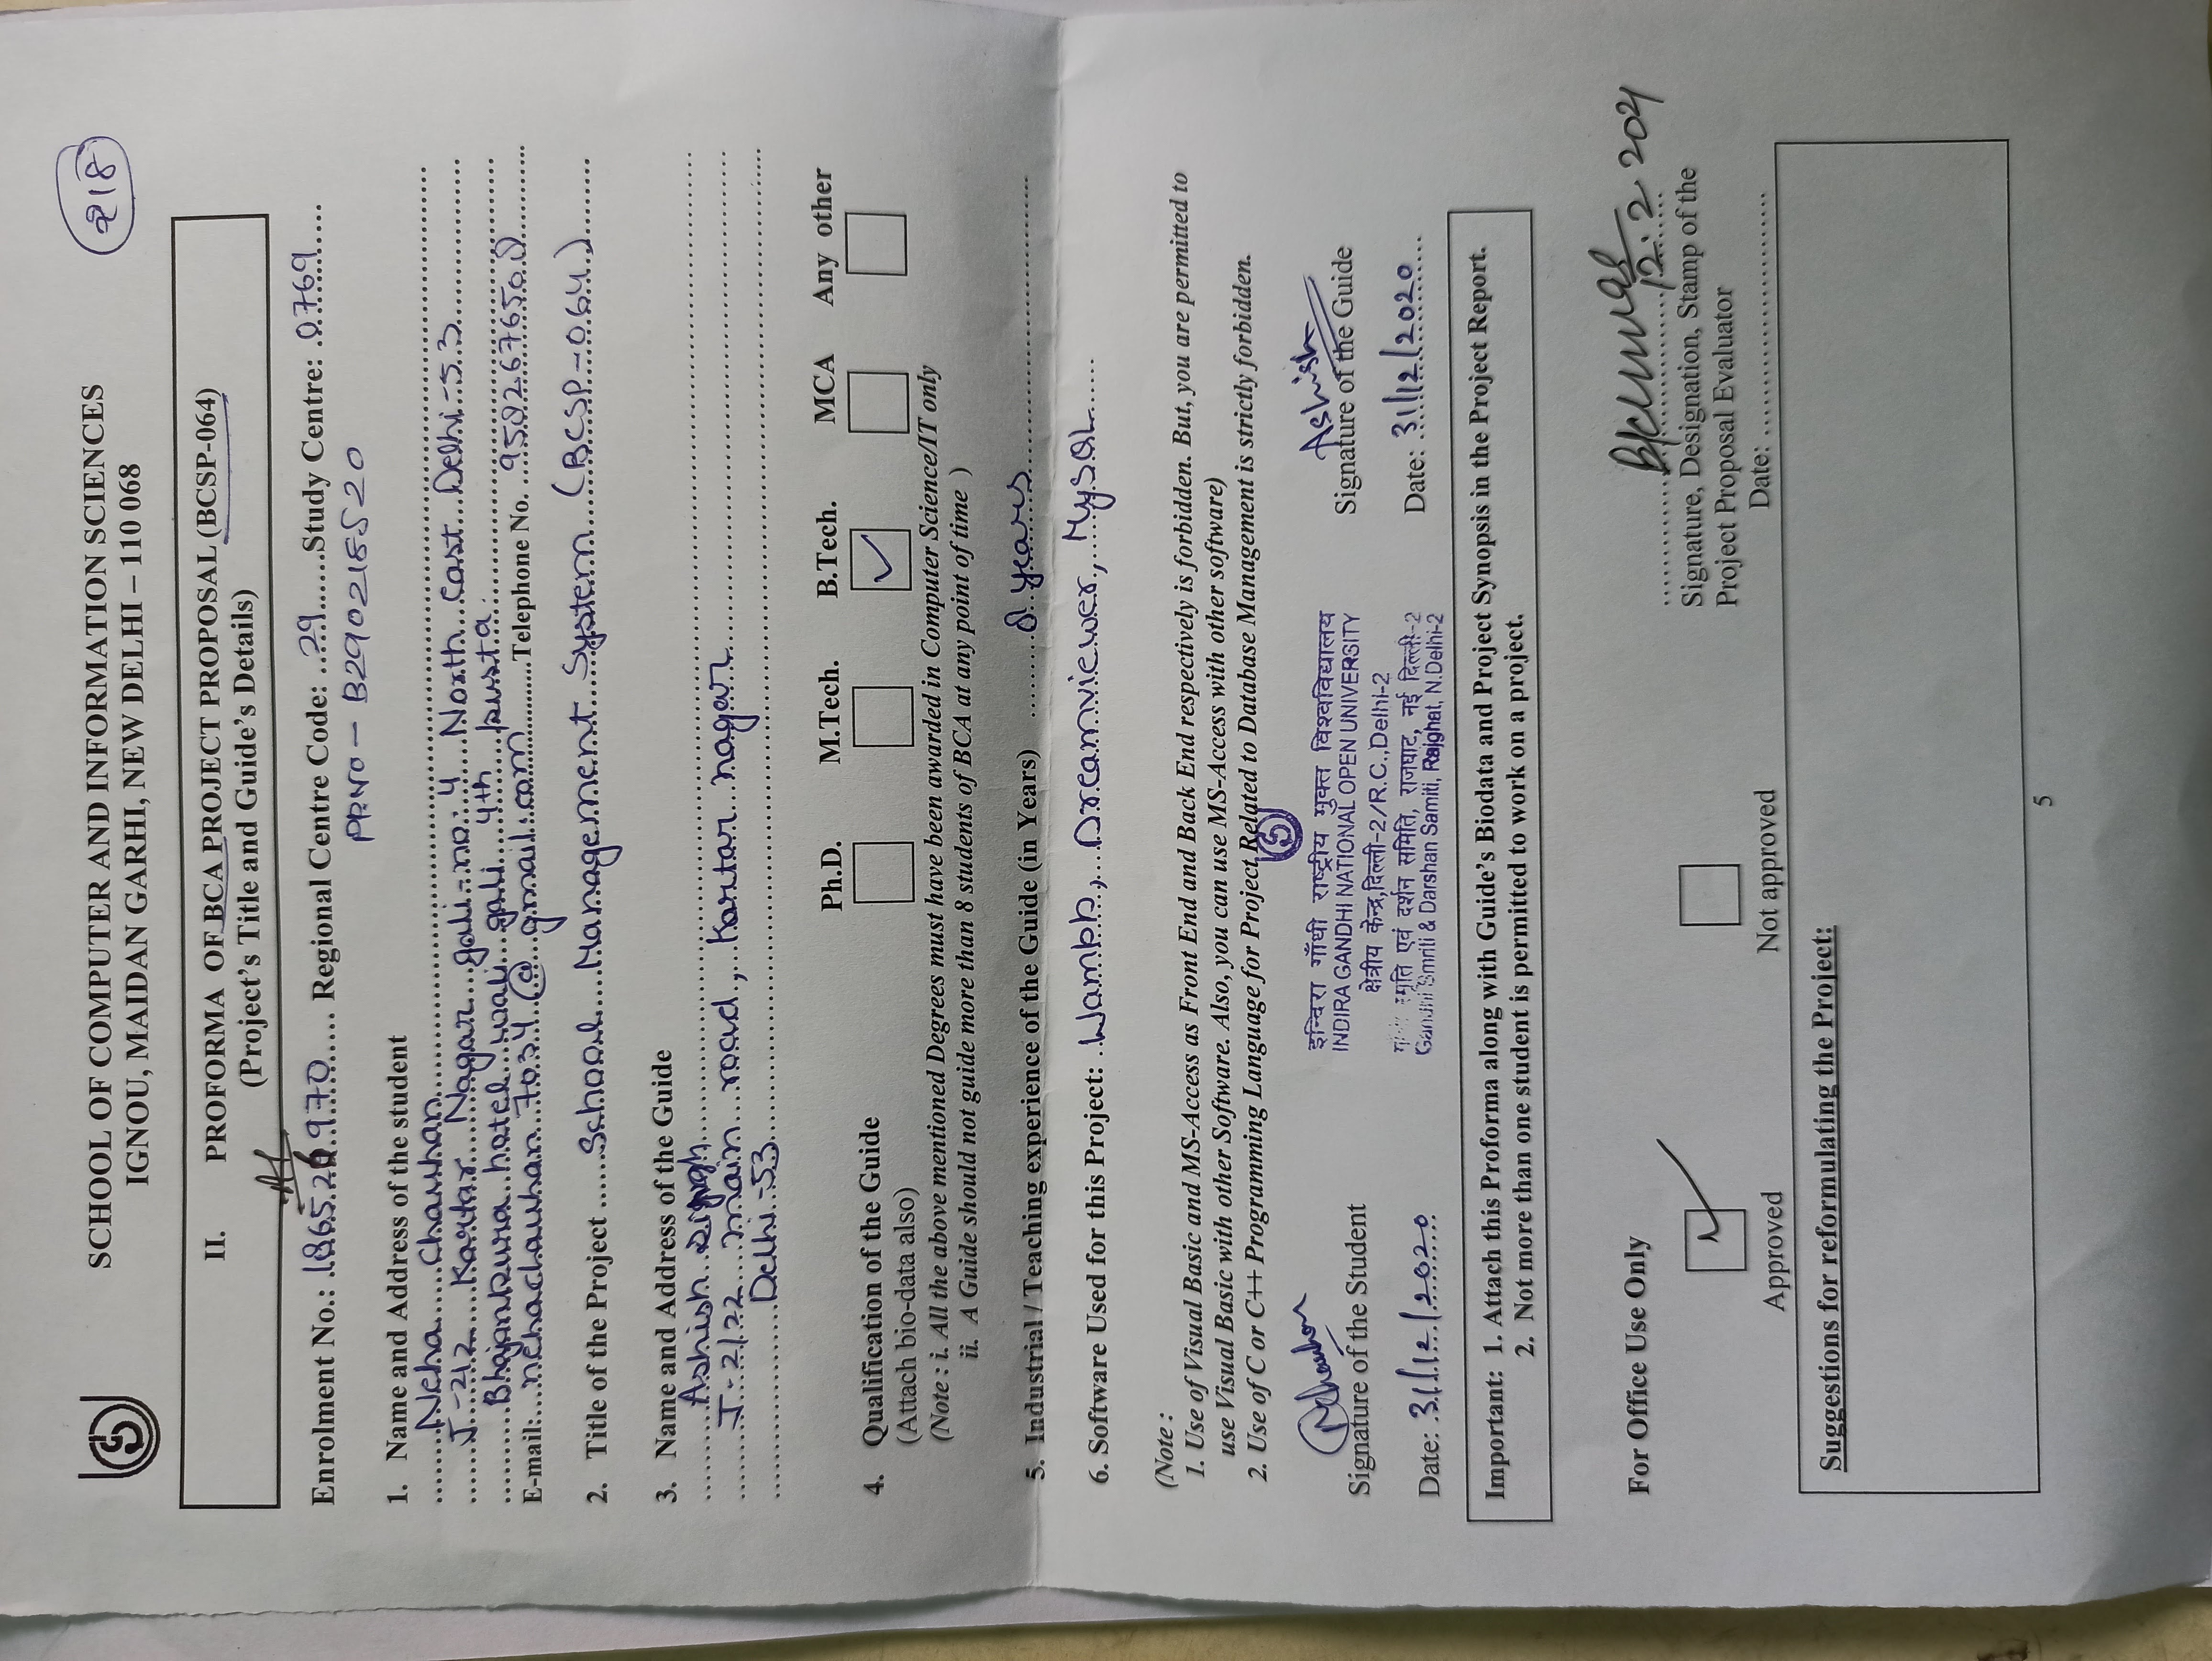 218
SCHOOL OF COMPUTER AND INFORMATION SCIENCES
IGNOU, MAIDAN GARHI, NEW DELHI – 110 068
II. PROFORMA OF BCA PROJECT PROPOSAL (BCSP-064)
(Project's Title and Guide's Details)
Enrolment No.: 186526970 Regional Centre Code: 29 Study Centre: 0769
PR.NO – B290218520
1. Name and Address of the student
Neha Chauhan
J-212 Kartar Nagar gali-no:4 North East Delhi-53
Bhajanpura hotel wali gali 4th pusta
E-mail: nehachauhan7034@gmail.com Telephone No. 9582676508
2. Title of the Project School Management System (BCSP-064)
3. Name and Address of the Guide
Ashish singh
J-2/22 main road, Kartar nagar
Delhi-53
Ph.D. M.Tech. B.Tech. MCA Any other
4. Qualification of the Guide
(Attach bio-data also)
(Note : i. All the above mentioned Degrees must have been awarded in Computer Science/IT only
ii. A Guide should not guide more than 8 students of BCA at any point of time )
5. Industrial / Teaching experience of the Guide (in Years) 8 years
6. Software Used for this Project: Wampp, Dreamviewer, MySQL
(Note :
1. Use of Visual Basic and MS-Access as Front End and Back End respectively is forbidden. But, you are permitted to
use Visual Basic with other Software. Also, you can use MS-Access with other software)
2. Use of C or C++ Programming Language for Project Related to Database Management is strictly forbidden.
Nchauhan
Signature of the Student
Date: 31/12/2020
इन्दिरा गाँधी राष्ट्रीय मुक्त विश्वविद्यालय
INDIRA GANDHI NATIONAL OPEN UNIVERSITY
क्षेत्रीय केन्द्र,दिल्ली-2/R.C.,Delhi-2
स्मृति एवं दर्शन समिति, राजघाट, नई दिल्ली-2
Gandhi Smriti & Darshan Samiti, Rajghat, N.Delhi-2
Ashish
Signature of the Guide
Date: 31/12/2020
Important: 1. Attach this Proforma along with Guide's Biodata and Project Synopsis in the Project Report.
2. Not more than one student is permitted to work on a project.
For Office Use Only
Approved
Not approved
12.2.2021
Signature, Designation, Stamp of the
Project Proposal Evaluator
Date:
Suggestions for reformulating the Project:
5